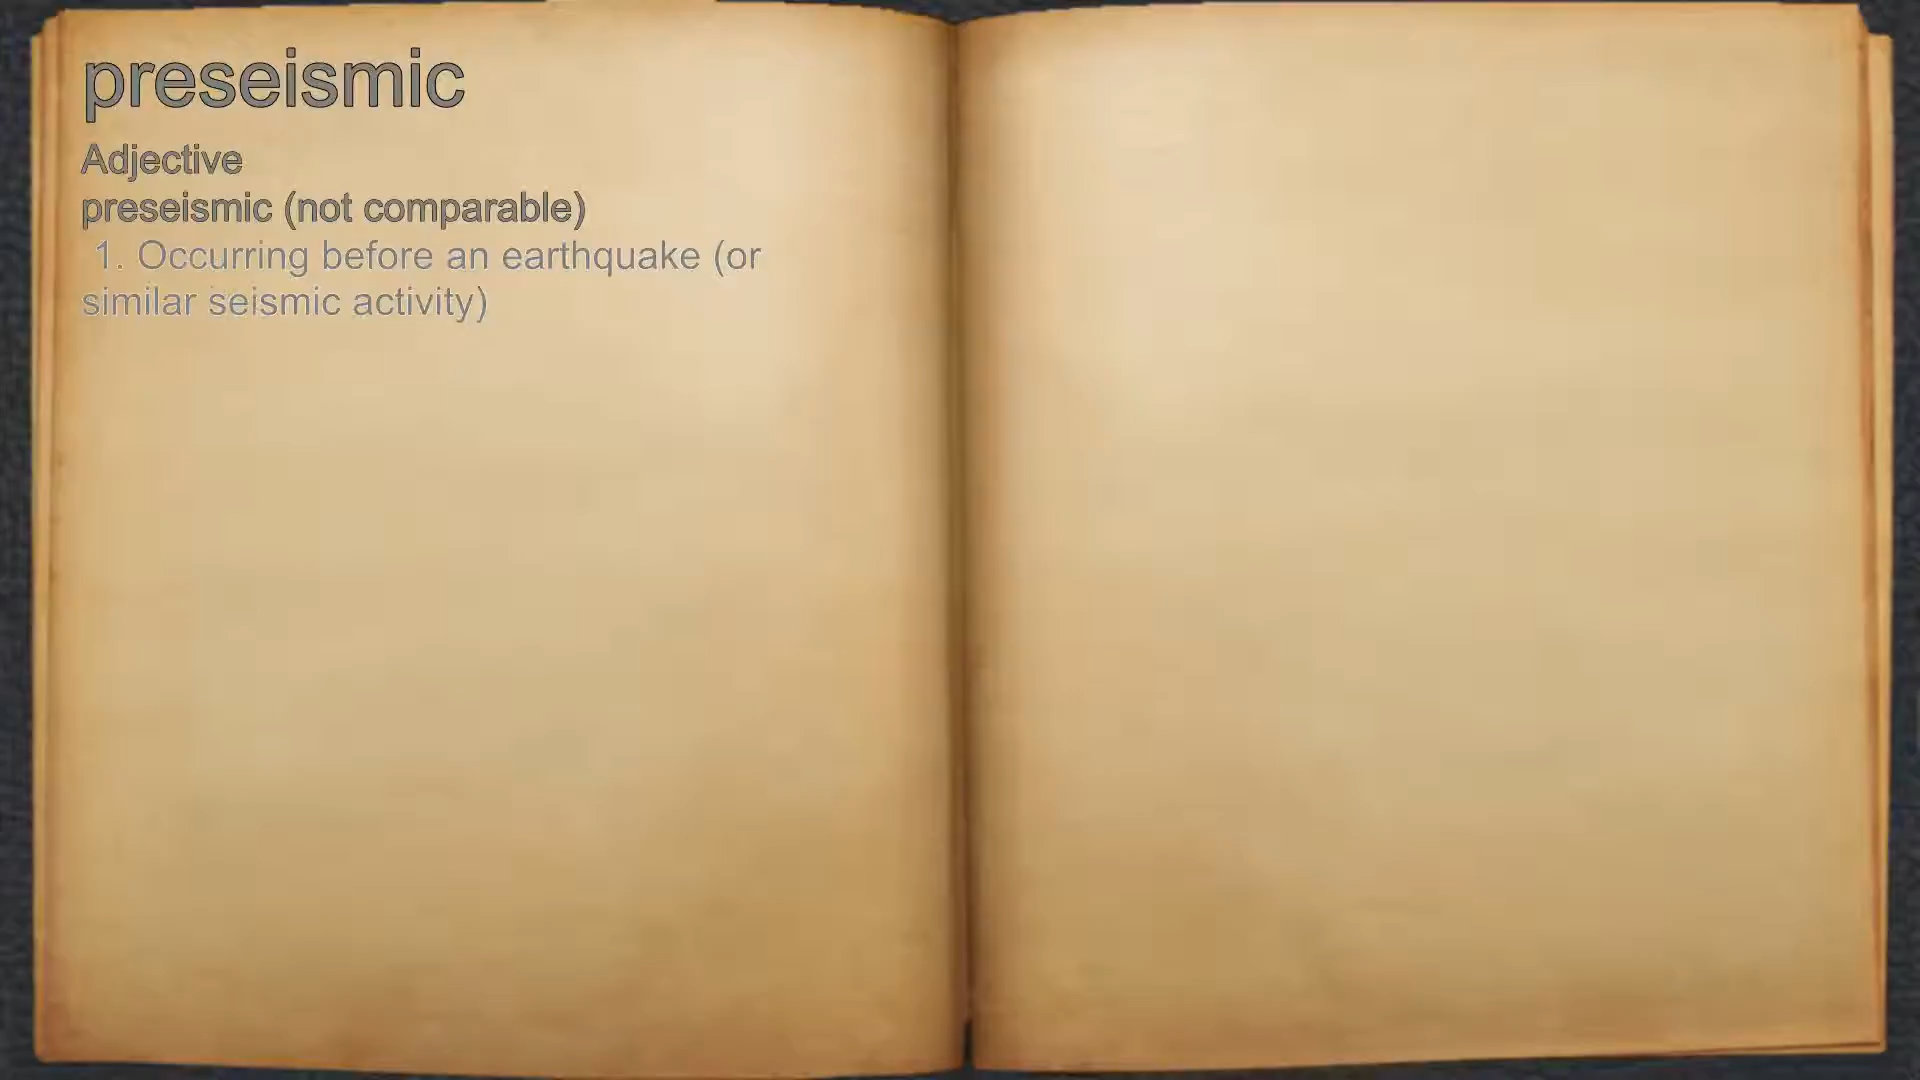 preseismic
Adjective
preseismic (not comparable)
1. Occurring before an earthquake (or
similar seismic activity)